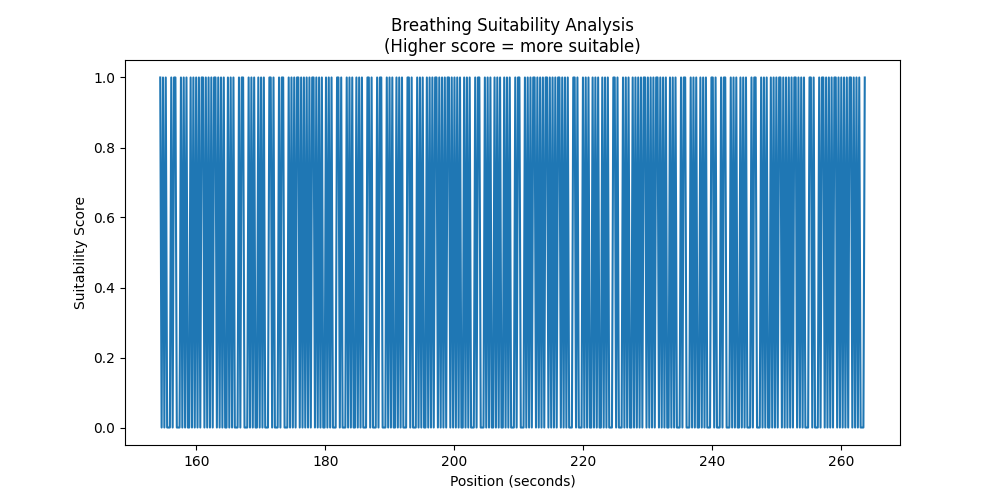 Breathing Suitability Analysis
(Higher score = more suitable)
Suitability Score
1.0
0.8
0.6
0.4
0.2
0.0
160 180 200 220 240 260
Position (seconds)